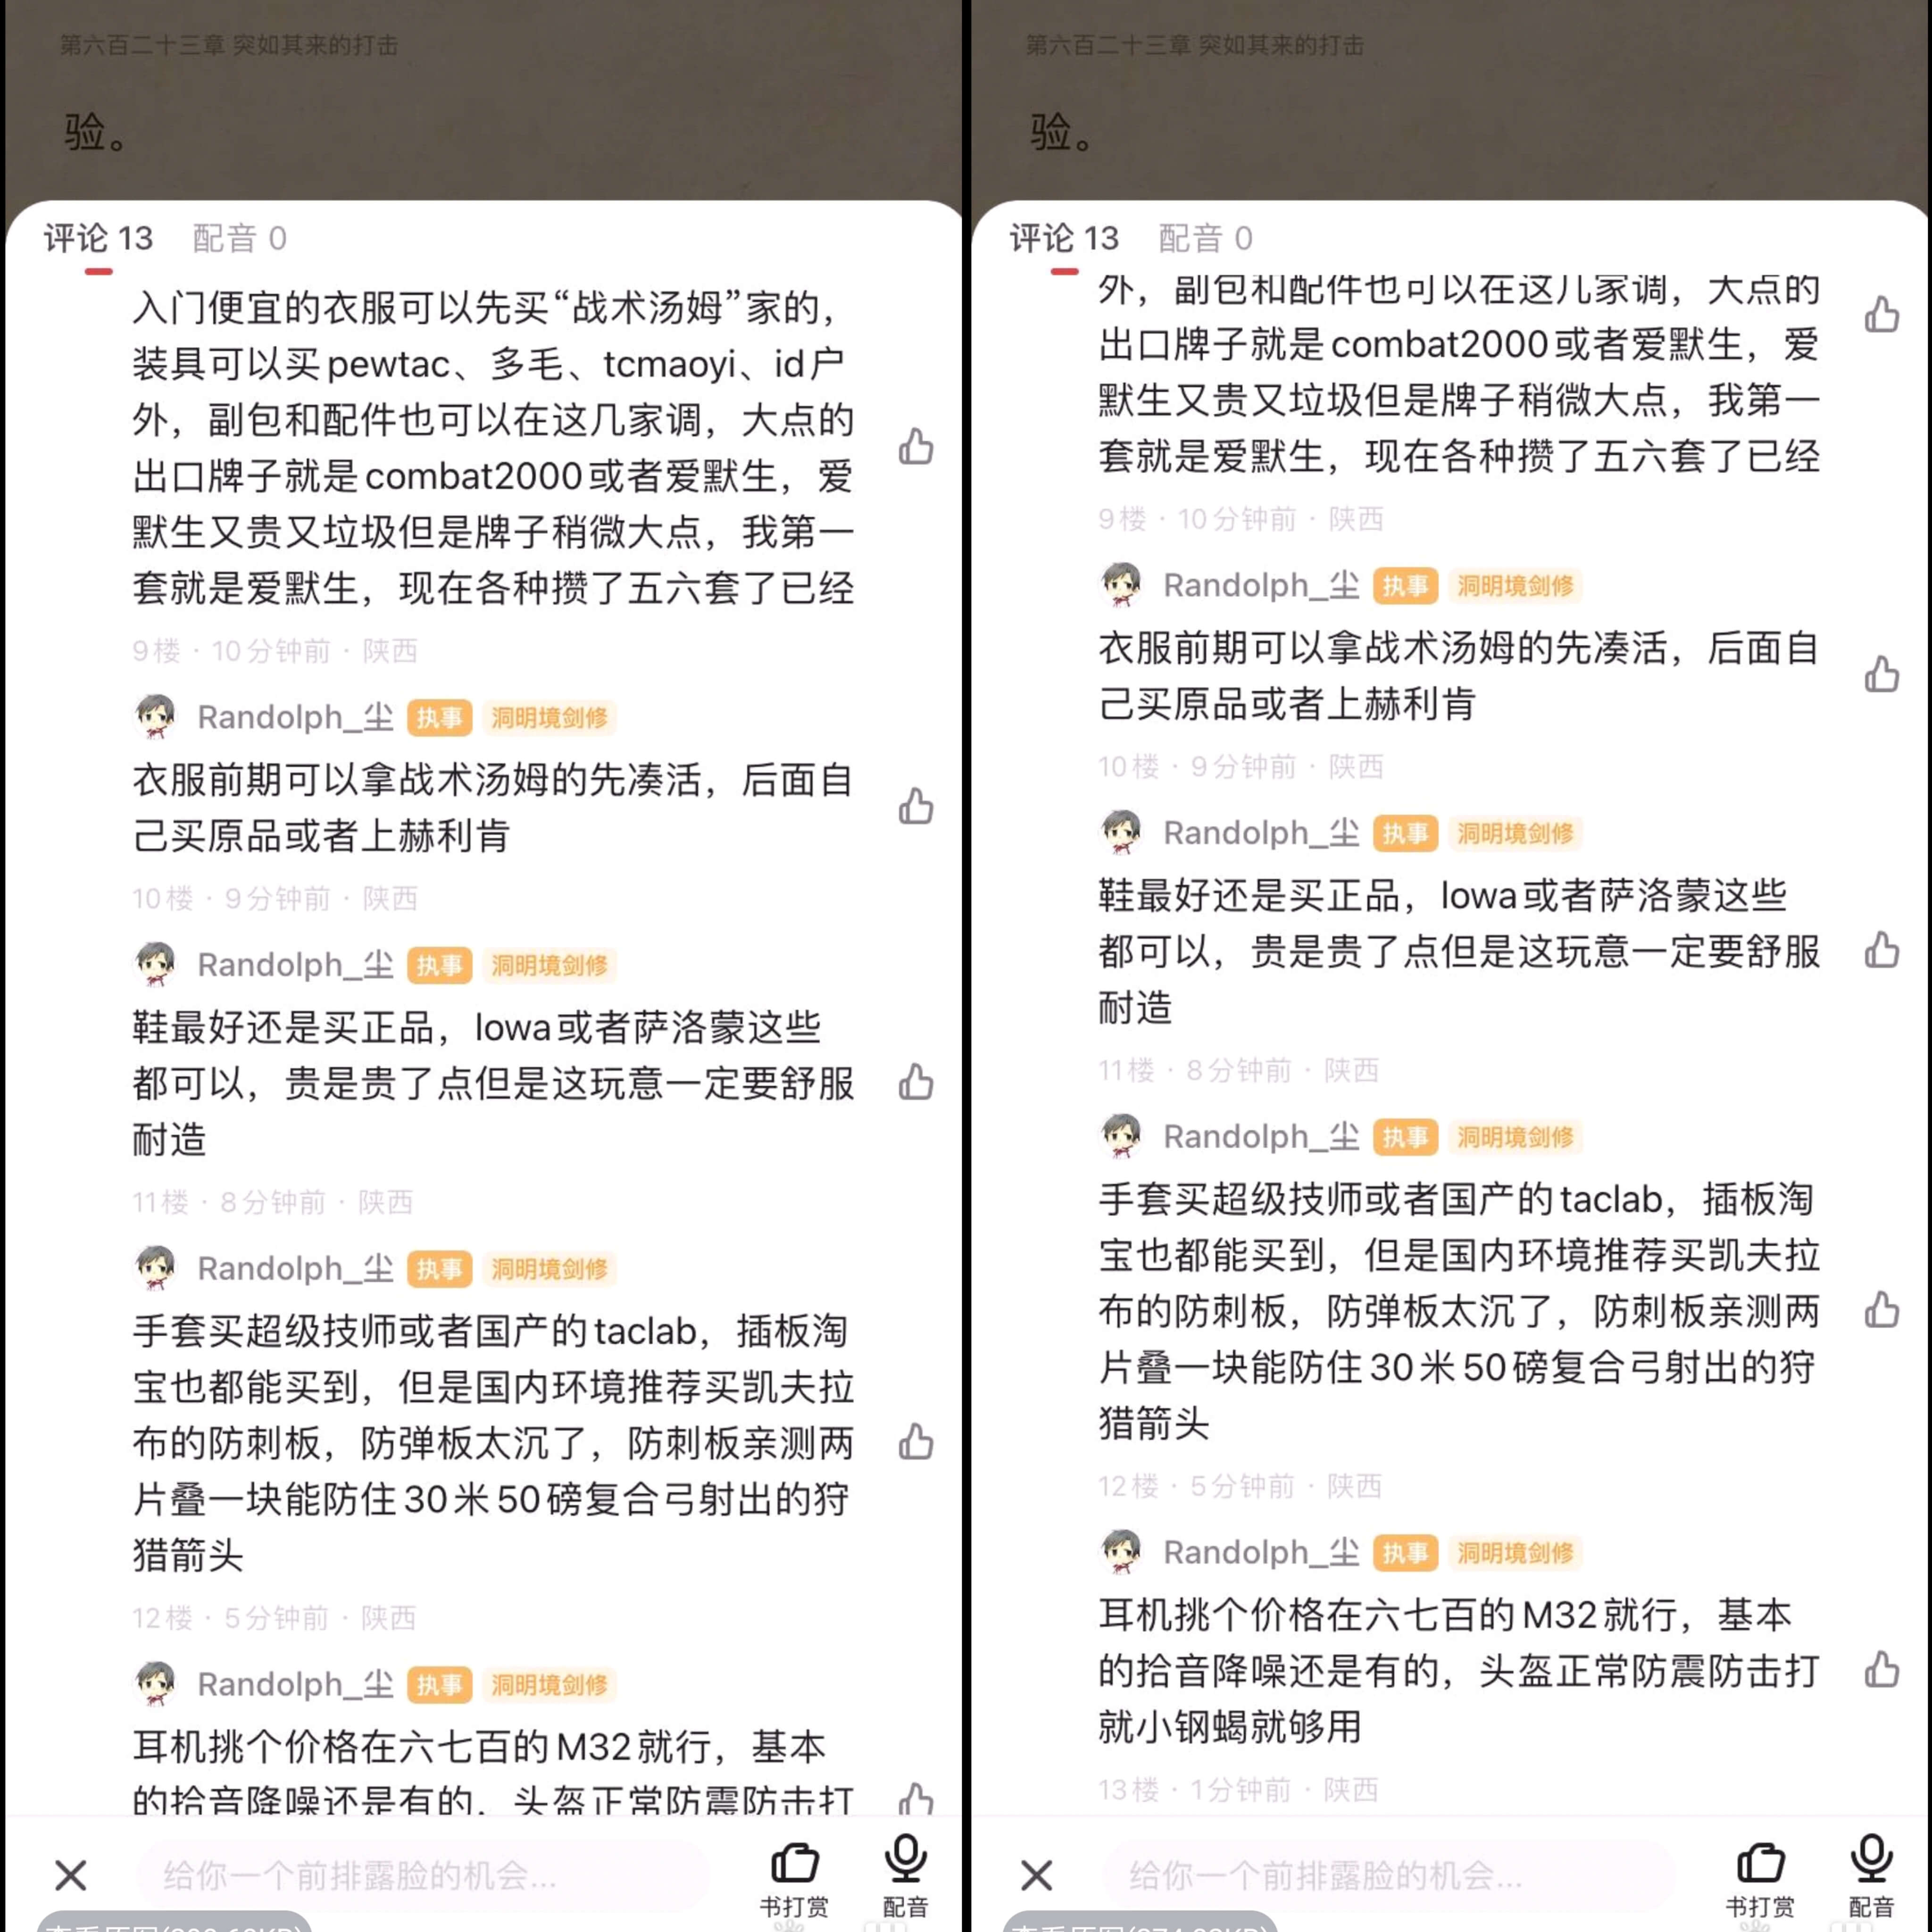 第六百二十三章 突如其来的打击
验。
评论 13 配音 0
入门便宜的衣服可以先买“战术汤姆”家的，
装具可以买pewtac、多毛、tcmaoyi、id户
外，副包和配件也可以在这几家调，大点的
出口牌子就是combat2000或者爱默生，爱
默生又贵又垃圾但是牌子稍微大点，我第一
套就是爱默生，现在各种攒了五六套了已经
9楼 · 10分钟前 · 陕西
Randolph_尘 执事 洞明境剑修
衣服前期可以拿战术汤姆的先凑活，后面自
己买原品或者上赫利肯
10楼 · 9分钟前 · 陕西
Randolph_尘 执事 洞明境剑修
鞋最好还是买正品，lowa或者萨洛蒙这些
都可以，贵是贵了点但是这玩意一定要舒服
耐造
11楼 · 8分钟前 · 陕西
Randolph_尘 执事 洞明境剑修
手套买超级技师或者国产的taclab，插板淘
宝也都能买到，但是国内环境推荐买凯夫拉
布的防刺板，防弹板太沉了，防刺板亲测两
片叠一块能防住30米50磅复合弓射出的狩
猎箭头
12楼 · 5分钟前 · 陕西
Randolph_尘 执事 洞明境剑修
耳机挑个价格在六七百的M32就行，基本
的拾音降噪还是有的，头盔正常防震防击打
给你一个前排露脸的机会...
书打赏 配音
第六百二十三章 突如其来的打击
验。
评论 13 配音 0
外，副包和配件也可以在这几家调，大点的
出口牌子就是combat2000或者爱默生，爱
默生又贵又垃圾但是牌子稍微大点，我第一
套就是爱默生，现在各种攒了五六套了已经
9楼 · 10分钟前 · 陕西
Randolph_尘 执事 洞明境剑修
衣服前期可以拿战术汤姆的先凑活，后面自
己买原品或者上赫利肯
10楼 · 9分钟前 · 陕西
Randolph_尘 执事 洞明境剑修
鞋最好还是买正品，lowa或者萨洛蒙这些
都可以，贵是贵了点但是这玩意一定要舒服
耐造
11楼 · 8分钟前 · 陕西
Randolph_尘 执事 洞明境剑修
手套买超级技师或者国产的taclab，插板淘
宝也都能买到，但是国内环境推荐买凯夫拉
布的防刺板，防弹板太沉了，防刺板亲测两
片叠一块能防住30米50磅复合弓射出的狩
猎箭头
12楼 · 5分钟前 · 陕西
Randolph_尘 执事 洞明境剑修
耳机挑个价格在六七百的M32就行，基本
的拾音降噪还是有的，头盔正常防震防击打
就小钢蝎就够用
13楼 · 1分钟前 · 陕西
给你一个前排露脸的机会...
书打赏 配音